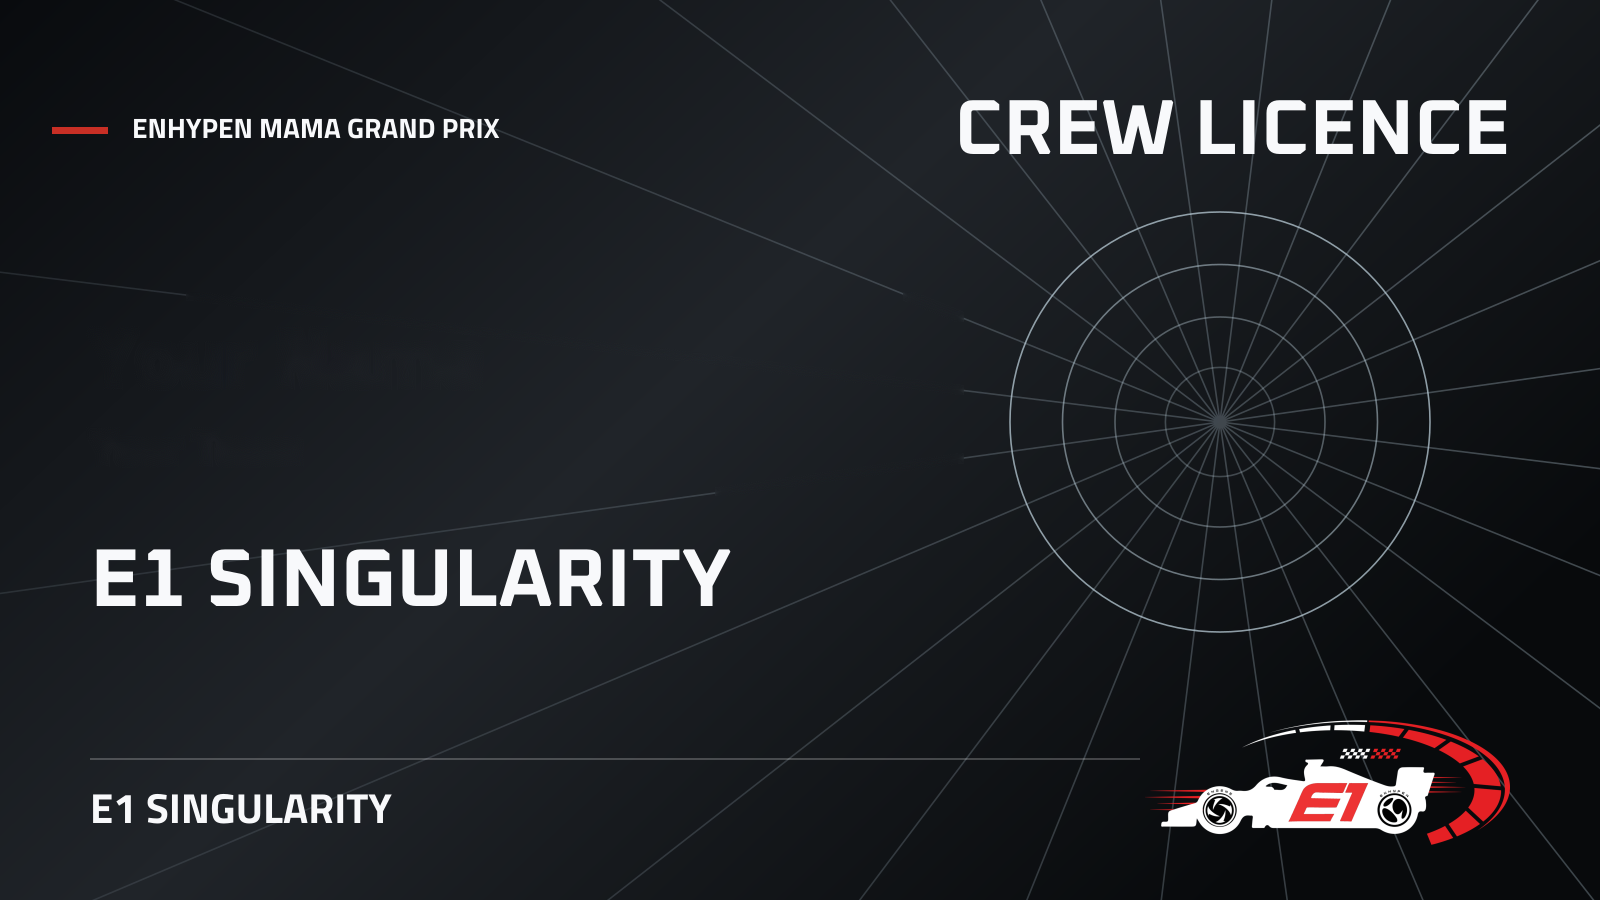 ENHYPEN MAMA GRAND PRIX
CREW LICENCE
E1 SINGULARITY
E1 SINGULARITY
E1